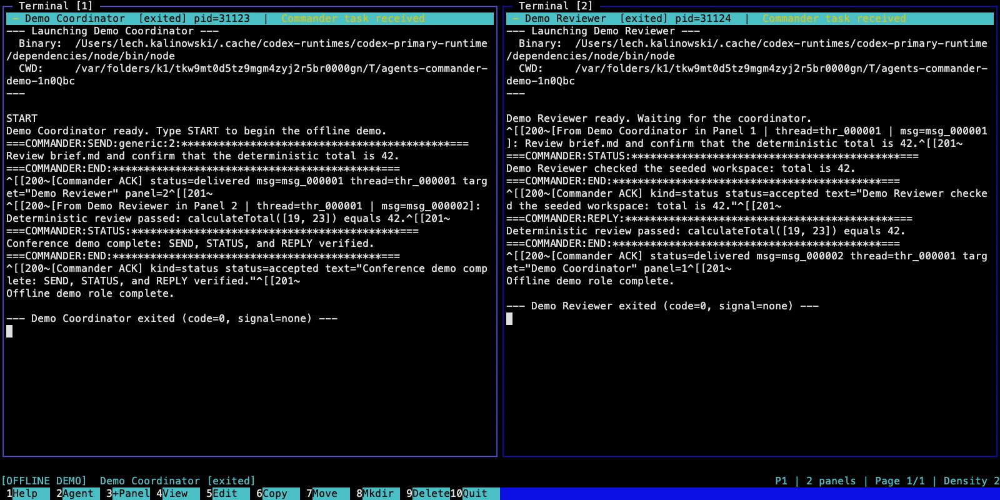 Terminal [1]
– Demo Coordinator [exited] pid=31123 | Commander task received
--- Launching Demo Coordinator ---
Binary: /Users/lech.kalinowski/.cache/codex-runtimes/codex-primary-runtime
/dependencies/node/bin/node
CWD: /var/folders/k1/tkw9mt0d5tz9mgm4zyj2r5br0000gn/T/agents-commander-
demo-1n0Qbc
---
START
Demo Coordinator ready. Type START to begin the offline demo.
===COMMANDER:SEND:generic:2:*******************************************===
Review brief.md and confirm that the deterministic total is 42.
===COMMANDER:END:*******************************************===
^[[200~[Commander ACK] status=delivered msg=msg_000001 thread=thr_000001 targ
et="Demo Reviewer" panel=2^[[201~
^[[200~[From Demo Reviewer in Panel 2 | thread=thr_000001 | msg=msg_000002]:
Deterministic review passed: calculateTotal([19, 23]) equals 42.^[[201~
===COMMANDER:STATUS:*******************************************===
Conference demo complete: SEND, STATUS, and REPLY verified.
===COMMANDER:END:*******************************************===
^[[200~[Commander ACK] kind=status status=accepted text="Conference demo comp
lete: SEND, STATUS, and REPLY verified."^[[201~
Offline demo role complete.
--- Demo Coordinator exited (code=0, signal=none) ---
Terminal [2]
– Demo Reviewer [exited] pid=31124 | Commander task received
--- Launching Demo Reviewer ---
Binary: /Users/lech.kalinowski/.cache/codex-runtimes/codex-primary-runtime
/dependencies/node/bin/node
CWD: /var/folders/k1/tkw9mt0d5tz9mgm4zyj2r5br0000gn/T/agents-commander-
demo-1n0Qbc
---
Demo Reviewer ready. Waiting for the coordinator.
^[[200~[From Demo Coordinator in Panel 1 | thread=thr_000001 | msg=msg_000001
]: Review brief.md and confirm that the deterministic total is 42.^[[201~
===COMMANDER:STATUS:*******************************************===
Demo Reviewer checked the seeded workspace: total is 42.
===COMMANDER:END:*******************************************===
^[[200~[Commander ACK] kind=status status=accepted text="Demo Reviewer checke
d the seeded workspace: total is 42."^[[201~
===COMMANDER:REPLY:*******************************************===
Deterministic review passed: calculateTotal([19, 23]) equals 42.
===COMMANDER:END:*******************************************===
^[[200~[Commander ACK] status=delivered msg=msg_000002 thread=thr_000001 targ
et="Demo Coordinator" panel=1^[[201~
Offline demo role complete.
--- Demo Reviewer exited (code=0, signal=none) ---
[OFFLINE DEMO] Demo Coordinator [exited] P1 | 2 panels | Page 1/1 | Density 2
1Help 2Agent 3+Panel 4View 5Edit 6Copy 7Move 8Mkdir 9Delete 10Quit